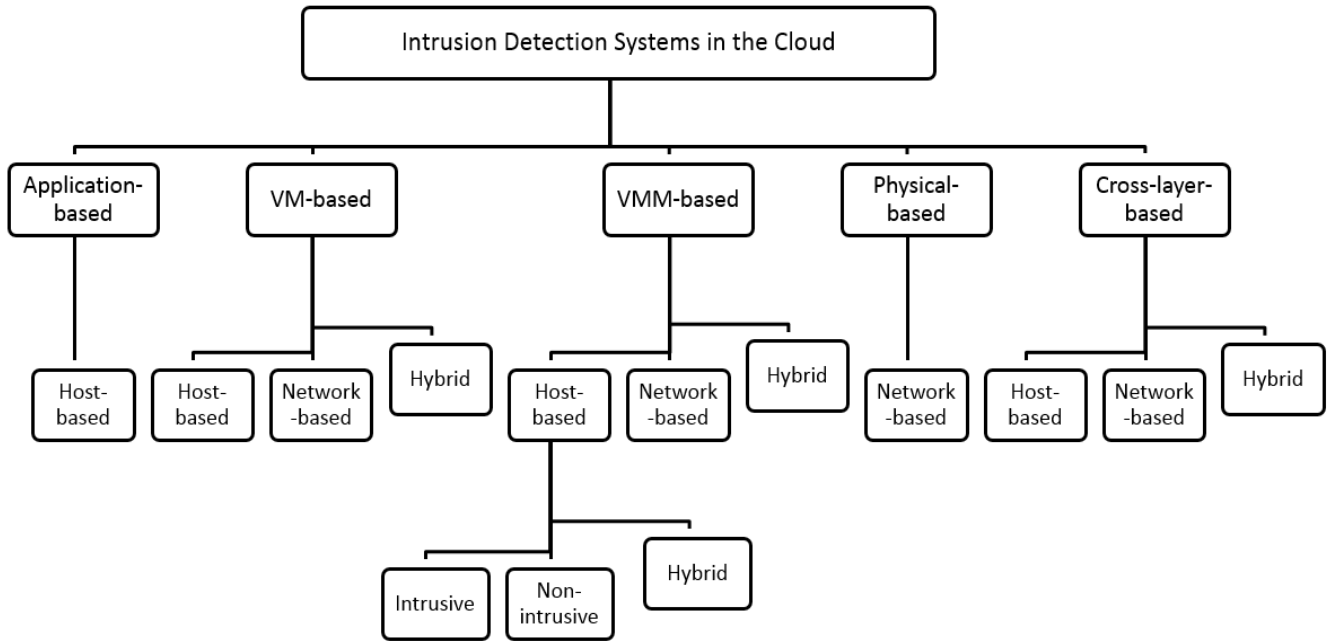 Intrusion Detection Systems in the Cloud
Application-
based
VM-based
VMM-based
Physical-
based
Cross-layer-
based
Host-
based
Host-
based
Network
-based
Hybrid
Host-
based
Network
-based
Hybrid
Network
-based
Host-
based
Network
-based
Hybrid
Intrusive
Non-
intrusive
Hybrid